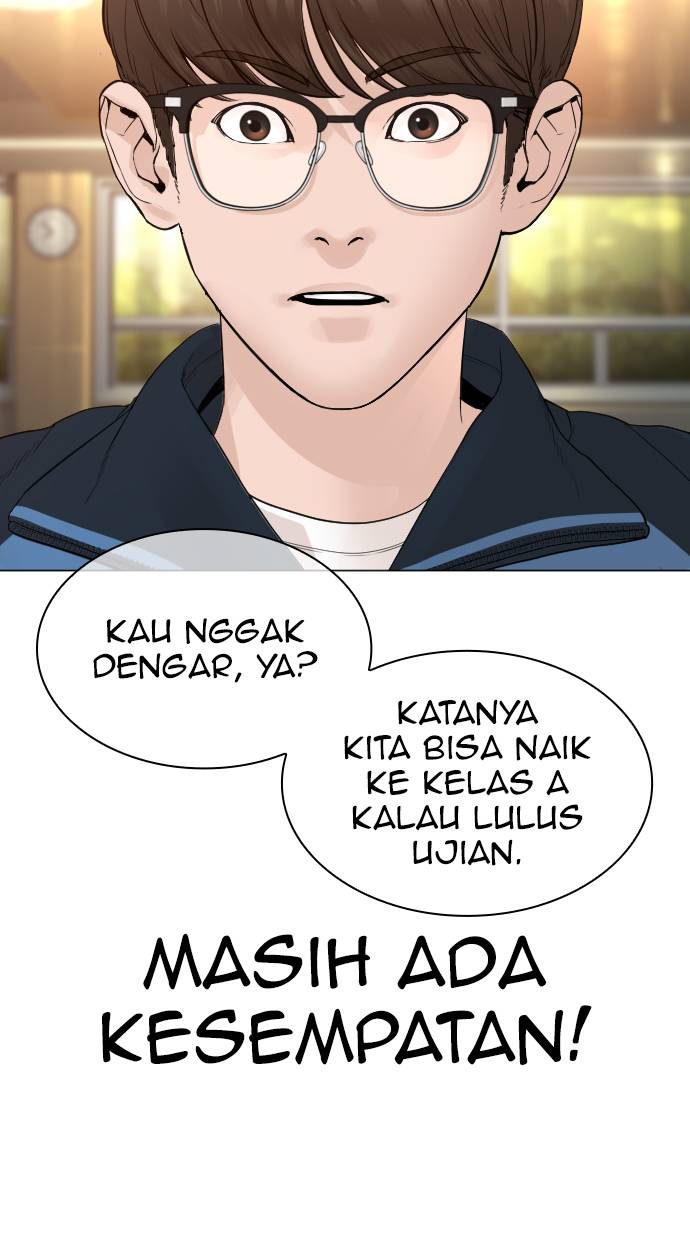 KAU NGGAK
DENGAR, YA?
KATANYA
KITA BISA NAIK
KE KELAS A
KALAU LULUS
UJIAN.
MASIH ADA
KESEMPATAN!